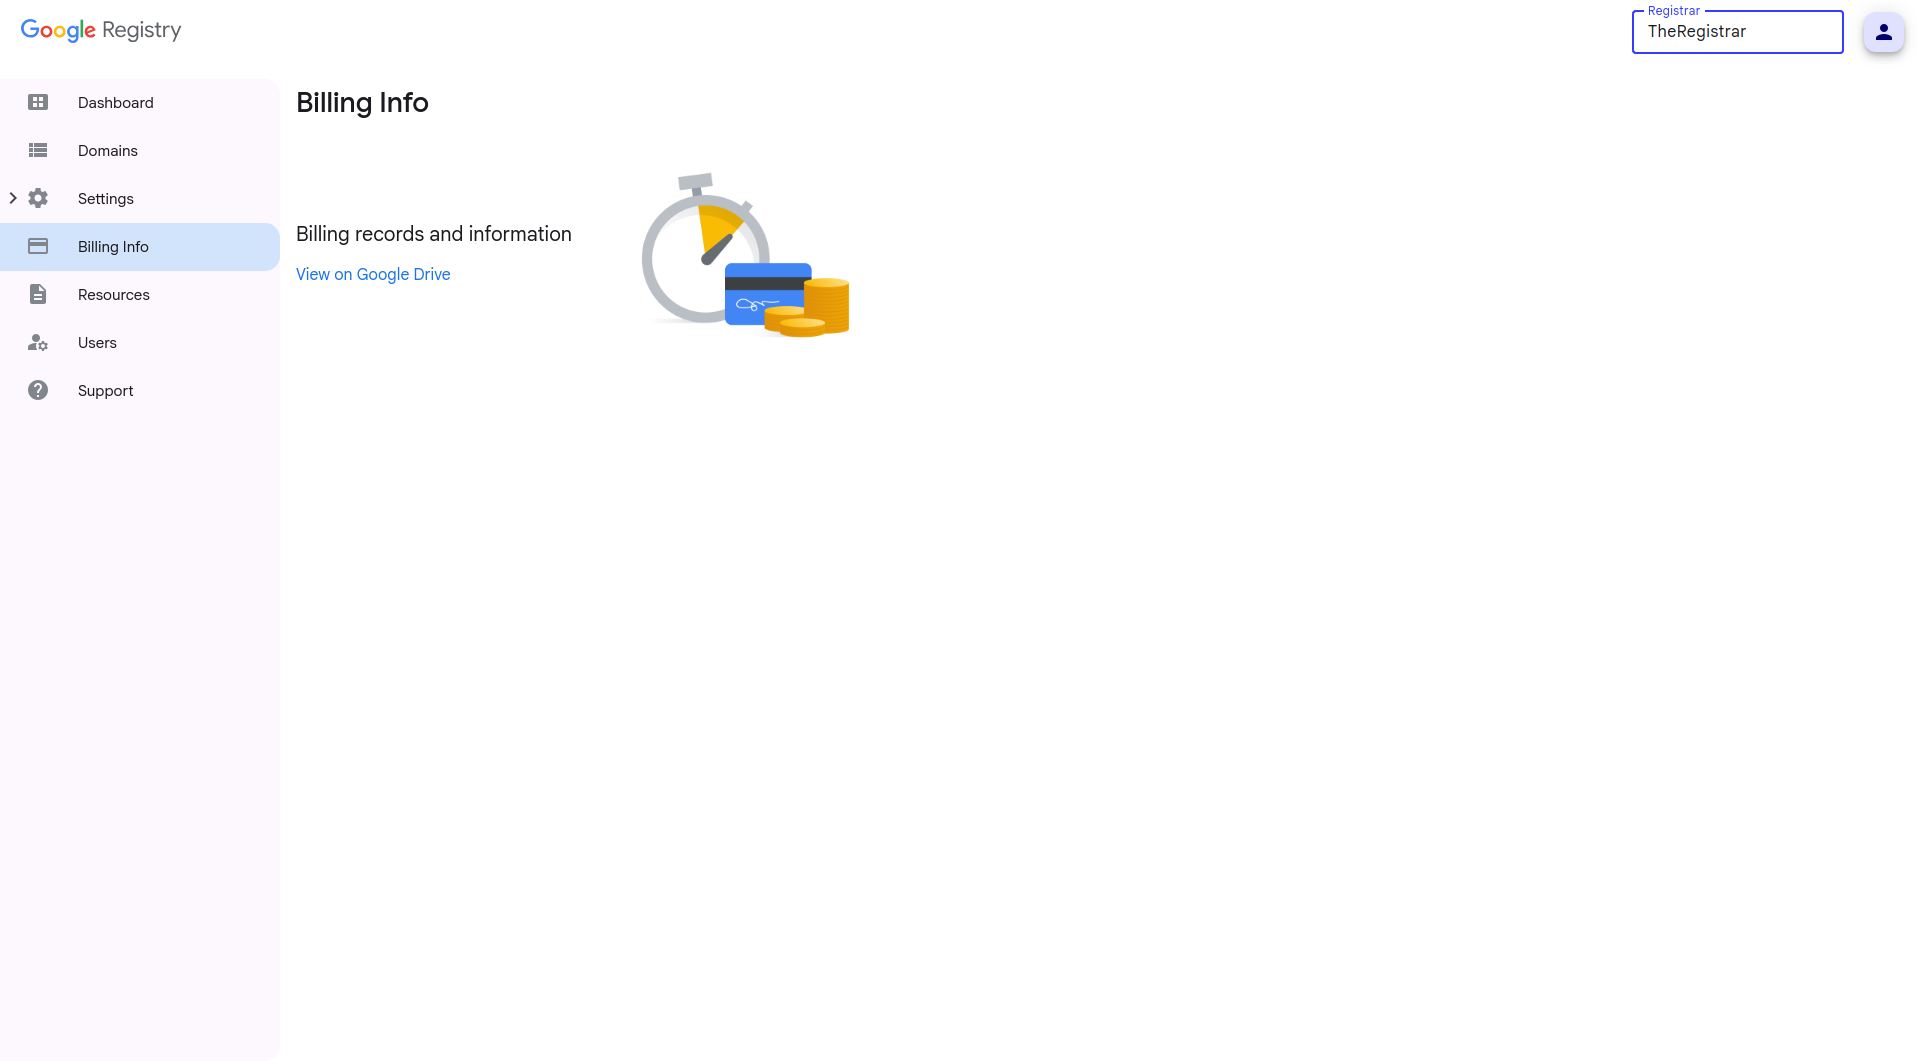 Google Registry
Registrar
TheRegistrar
Dashboard
Domains
Settings
Billing Info
Resources
Users
Support
Billing Info
Billing records and information
View on Google Drive